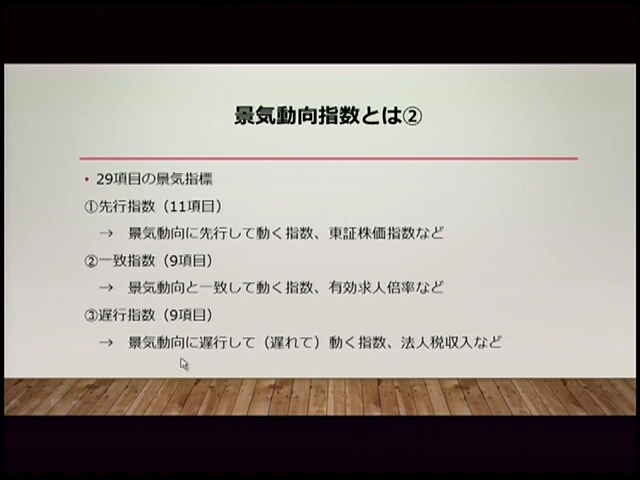 景気動向指数とは②
• 29項目の景気指標
①先行指数（11項目）
→ 景気動向に先行して動く指数、東証株価指数など
②一致指数（9項目）
→ 景気動向と一致して動く指数、有効求人倍率など
③遅行指数（9項目）
→ 景気動向に遅行して（遅れて）動く指数、法人税収入など